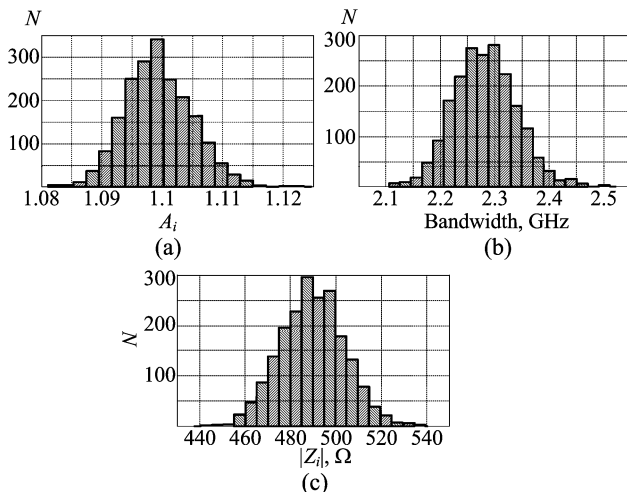 N
300
200
100
1.08 1.09 1.1 1.11 1.12
A_i
(a)
N
300
200
100
2.1 2.2 2.3 2.4 2.5
Bandwidth, GHz
(b)
N
300
200
100
440 460 480 500 520 540
|Z_i|, Ω
(c)